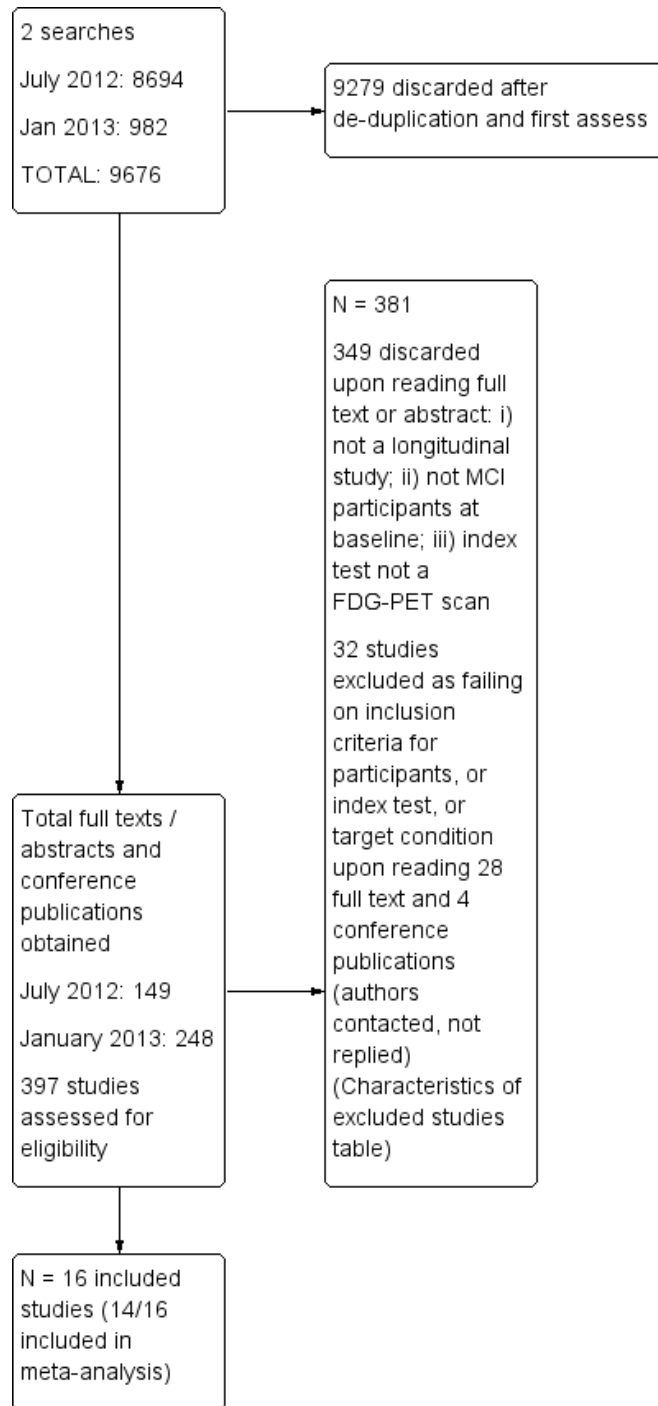 2 searches
July 2012: 8694
Jan 2013: 982
TOTAL: 9676
9279 discarded after
de-duplication and first assess
N = 381
349 discarded
upon reading full
text or abstract: i)
not a longitudinal
study; ii) not MCI
participants at
baseline; iii) index
test not a
FDG-PET scan
32 studies
excluded as failing
on inclusion
criteria for
participants, or
index test, or
target condition
upon reading 28
full text and 4
conference
publications
(authors
contacted, not
replied)
(Characteristics of
excluded studies
table)
Total full texts /
abstracts and
conference
publications
obtained
July 2012: 149
January 2013: 248
397 studies
assessed for
eligibility
N = 16 included
studies (14/16
included in
meta-analysis)